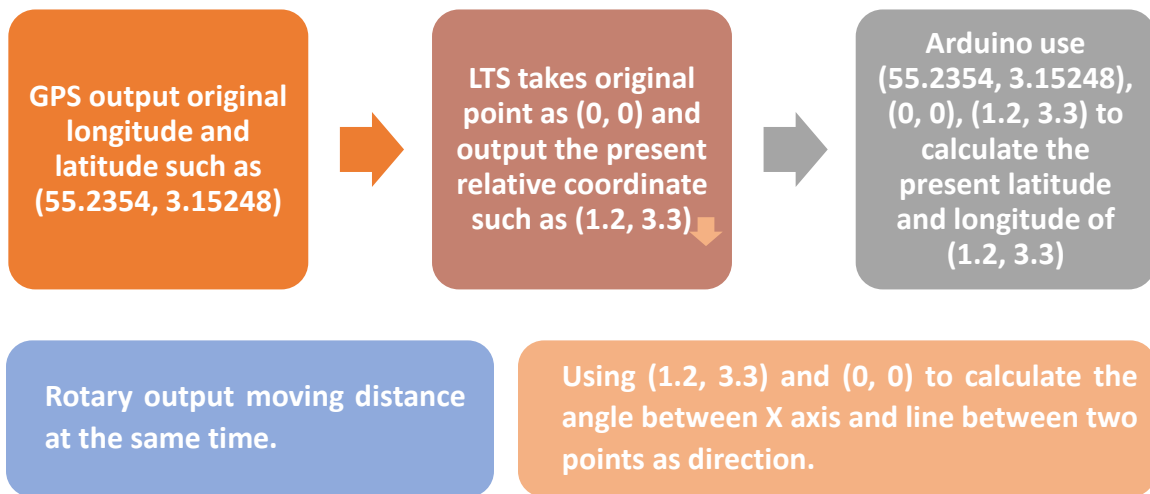 GPS output original
longitude and
latitude such as
(55.2354, 3.15248)
LTS takes original
point as (0, 0) and
output the present
relative coordinate
such as (1.2, 3.3)
Arduino use
(55.2354, 3.15248),
(0, 0), (1.2, 3.3) to
calculate the
present latitude
and longitude of
(1.2, 3.3)
Rotary output moving distance
at the same time.
Using (1.2, 3.3) and (0, 0) to calculate the
angle between X axis and line between two
points as direction.